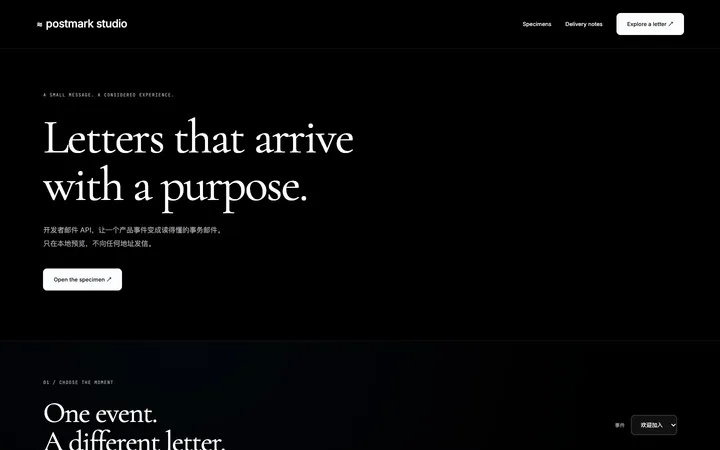 ≋ postmark studio
Specimens
Delivery notes
Explore a letter ↗
A SMALL MESSAGE. A CONSIDERED EXPERIENCE.
Letters that arrive
with a purpose.
开发者邮件 API，让一个产品事件变成读得懂的事务邮件。
只在本地预览，不向任何地址发信。
Open the specimen ↗
01 / CHOOSE THE MOMENT
One event.
A different letter.
事件
欢迎加入